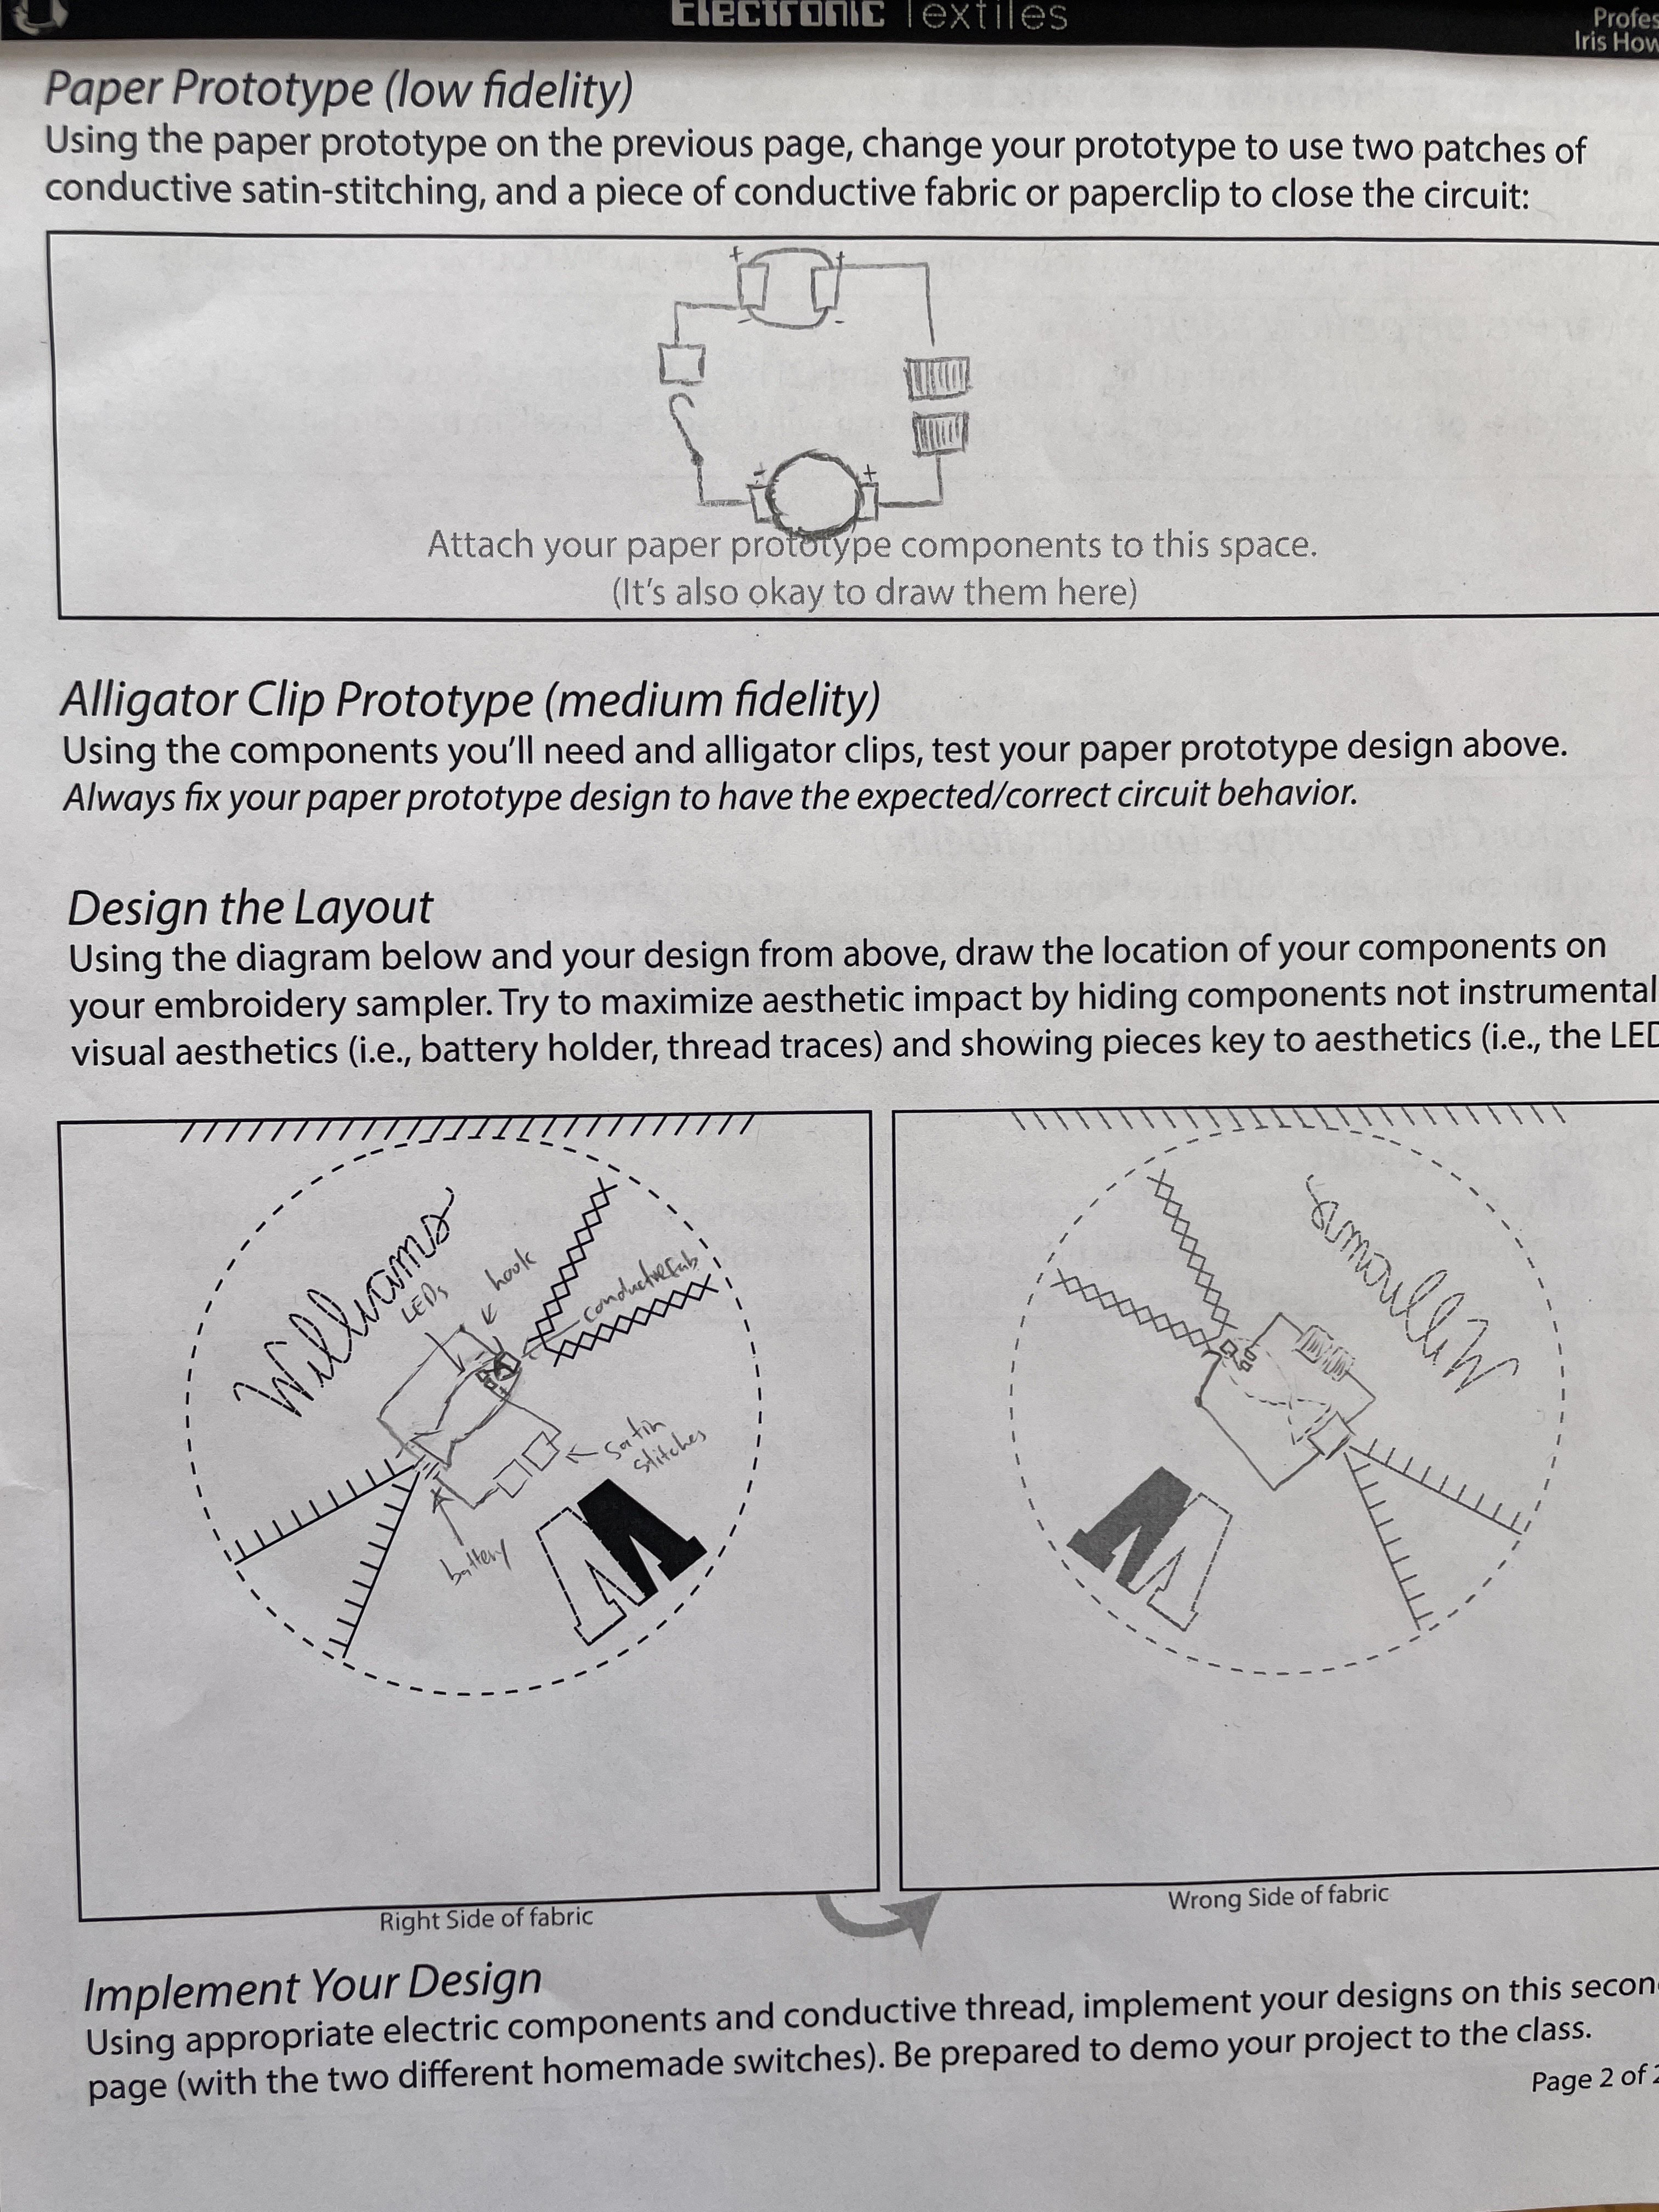 Electronic Textiles
Profes
Iris How
Paper Prototype (low fidelity)
Using the paper prototype on the previous page, change your prototype to use two patches of
conductive satin-stitching, and a piece of conductive fabric or paperclip to close the circuit:
+ +
- -
- +
Attach your paper prototype components to this space.
(It's also okay to draw them here)
Alligator Clip Prototype (medium fidelity)
Using the components you'll need and alligator clips, test your paper prototype design above.
Always fix your paper prototype design to have the expected/correct circuit behavior.
Design the Layout
Using the diagram below and your design from above, draw the location of your components on
your embroidery sampler. Try to maximize aesthetic impact by hiding components not instrumental
visual aesthetics (i.e., battery holder, thread traces) and showing pieces key to aesthetics (i.e., the LED
Williams
LEDs
hook
conductive fab
satin
stitches
battery
W
Williams
W
Right Side of fabric
Wrong Side of fabric
Implement Your Design
Using appropriate electric components and conductive thread, implement your designs on this secon
page (with the two different homemade switches). Be prepared to demo your project to the class.
Page 2 of 2